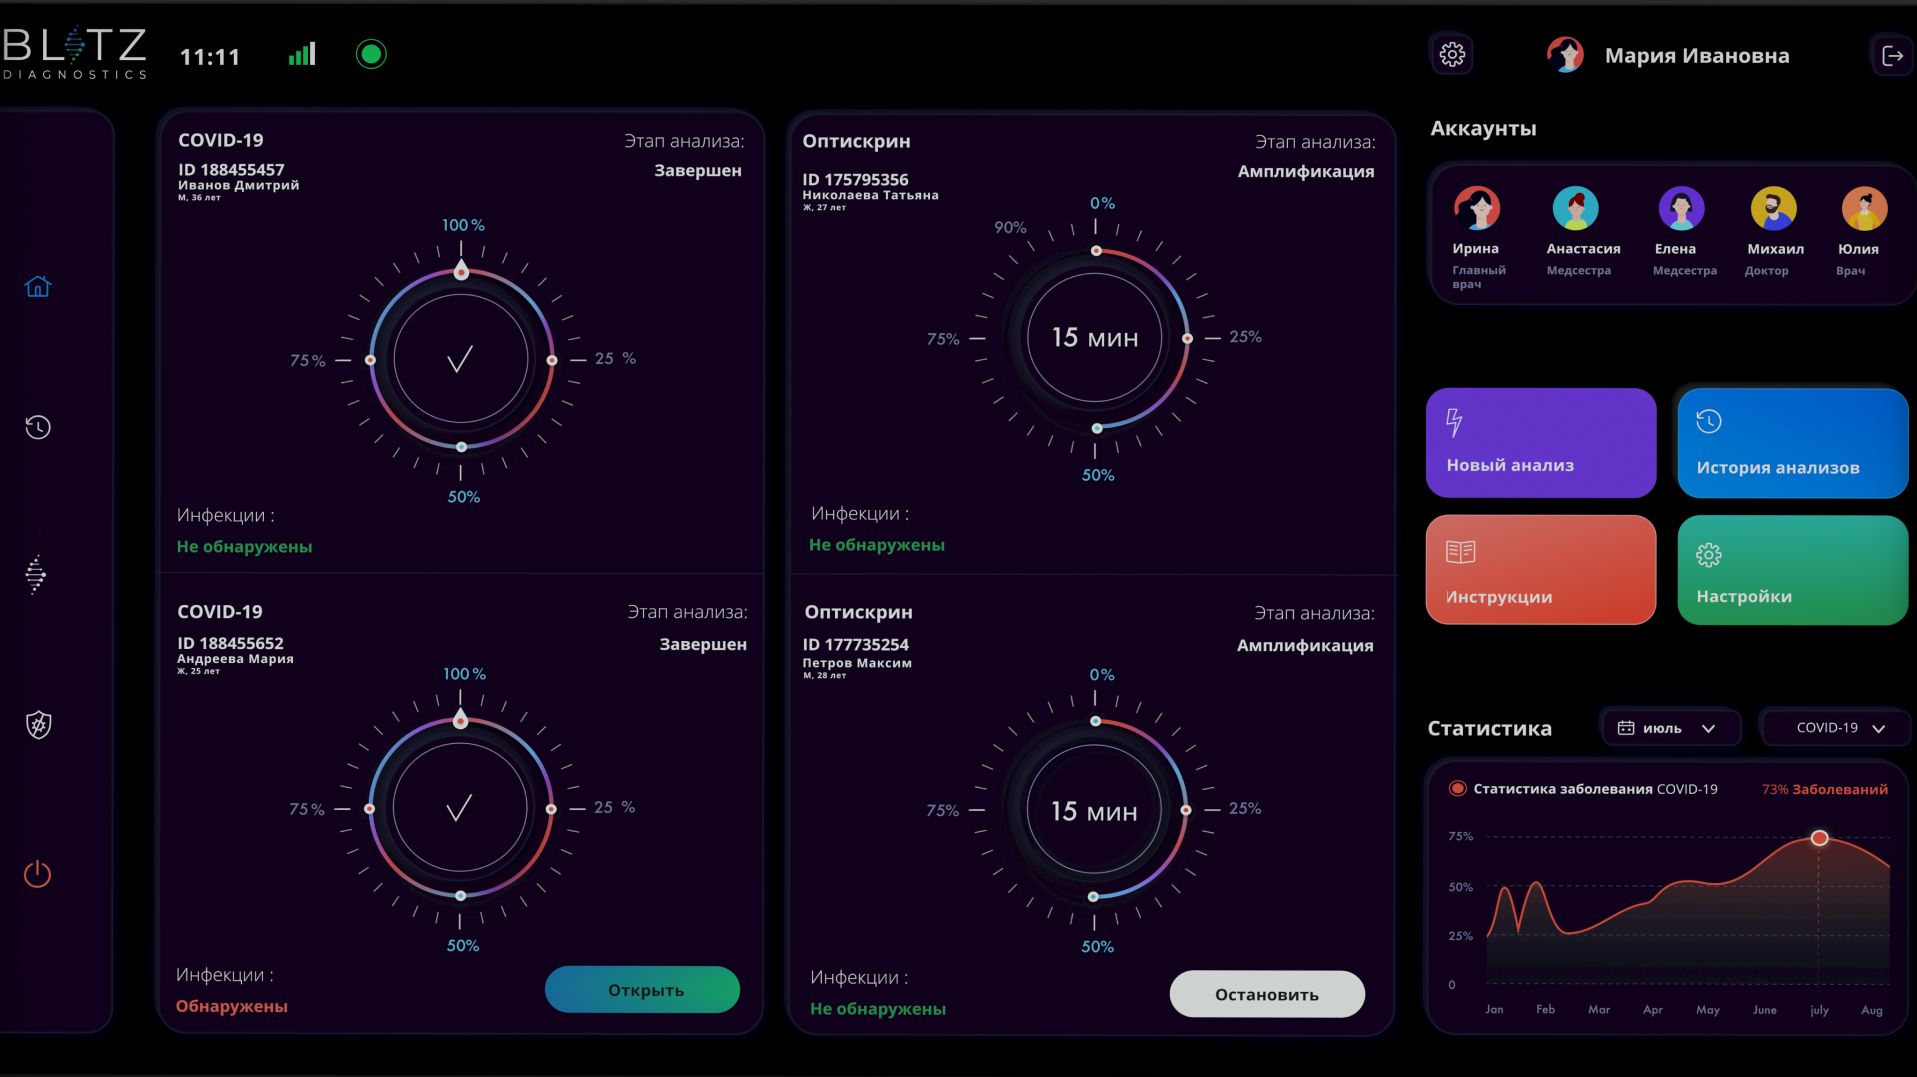 BLITZ
DIAGNOSTICS
11:11
Мария Ивановна
COVID-19
Этап анализа:
ID 188455457
Завершен
Иванов Дмитрий
М, 36 лет
100 %
75 %
25 %
50%
Инфекции :
Не обнаружены
COVID-19
Этап анализа:
ID 188455652
Завершен
Андреева Мария
Ж, 25 лет
100 %
75 %
25 %
50%
Инфекции :
Обнаружены
Открыть
Оптискрин
Этап анализа:
ID 175795356
Амплификация
Николаева Татьяна
Ж, 27 лет
0%
90%
75%
15 мин
25%
50%
Инфекции :
Не обнаружены
Оптискрин
Этап анализа:
ID 177735254
Амплификация
Петров Максим
М, 28 лет
0%
75%
15 мин
25%
50%
Инфекции :
Не обнаружены
Остановить
Аккаунты
Ирина
Главный
врач
Анастасия
Медсестра
Елена
Медсестра
Михаил
Доктор
Юлия
Врач
Новый анализ
История анализов
Инструкции
Настройки
Статистика
июль
COVID-19
Статистика заболевания COVID-19
73% Заболеваний
75%
50%
25%
0
Jan Feb Mar Apr May June july Aug